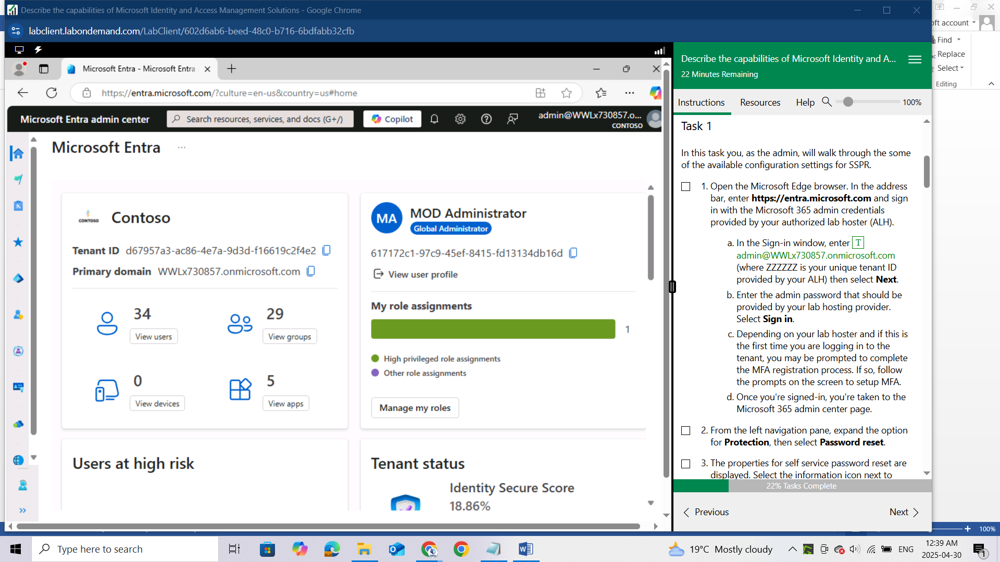 Describe the capabilities of Microsoft Identity and Access Management Solutions - Google Chrome
labclient.labondemand.com/LabClient/602d6ab6-beed-48c0-b716-6bdfabb32cfb
oft account
Find
Replace
Select
Editing
Microsoft Entra - Microsoft Entra
https://entra.microsoft.com/?culture=en-us&country=us#home
Microsoft Entra admin center
Search resources, services, and docs (G+/)
Copilot
admin@WWLx730857.o...
CONTOSO
Microsoft Entra
...
CONTOSO
Contoso
Tenant ID d67957a3-ac86-4e7a-9d3d-f16619c2f4e2
Primary domain WWLx730857.onmicrosoft.com
34
View users
29
View groups
0
View devices
5
View apps
MA
MOD Administrator
Global Administrator
617172c1-97c9-45ef-8415-fd13134db16d
View user profile
My role assignments
1
High privileged role assignments
Other role assignments
Manage my roles
Users at high risk
Tenant status
Identity Secure Score
18.86%
Describe the capabilities of Microsoft Identity and A...
22 Minutes Remaining
Instructions
Resources
Help
100%
Task 1
In this task you, as the admin, will walk through the some
of the available configuration settings for SSPR.
1. Open the Microsoft Edge browser. In the address
bar, enter https://entra.microsoft.com and sign
in with the Microsoft 365 admin credentials
provided by your authorized lab hoster (ALH).
a. In the Sign-in window, enter T
admin@WWLx730857.onmicrosoft.com
(where ZZZZZZ is your unique tenant ID
provided by your ALH) then select Next.
b. Enter the admin password that should be
provided by your lab hosting provider.
Select Sign in.
c. Depending on your lab hoster and if this is
the first time you are logging in to the
tenant, you may be prompted to complete
the MFA registration process. If so, follow
the prompts on the screen to setup MFA.
d. Once you're signed-in, you're taken to the
Microsoft 365 admin center page.
2. From the left navigation pane, expand the option
for Protection, then select Password reset.
3. The properties for self service password reset are
displayed. Select the information icon next to
22% Tasks Complete
Previous
Next
100%
Type here to search
19°C Mostly cloudy
ENG
12:39 AM
2025-04-30
1